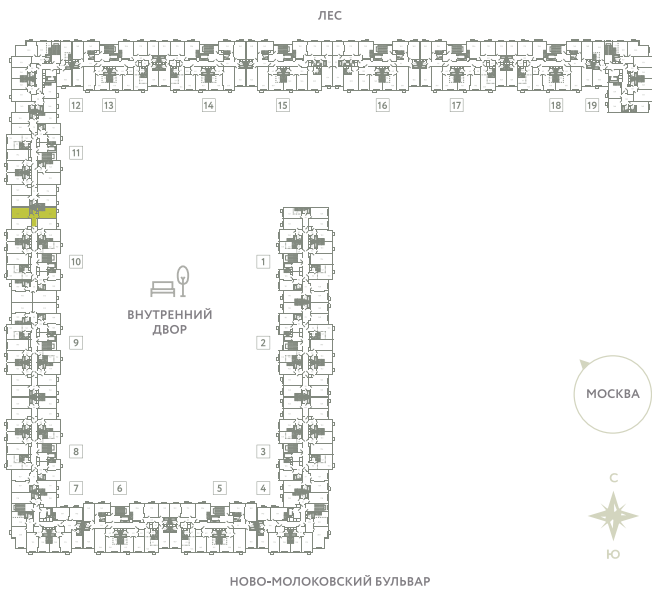 ЛЕС
12 13 14 15 16 17 18 19
11
10 1
ВНУТРЕННИЙ
ДВОР
9 2
МОСКВА
8 3
7 6 5 4
С
Ю
НОВО-МОЛОКОВСКИЙ БУЛЬВАР